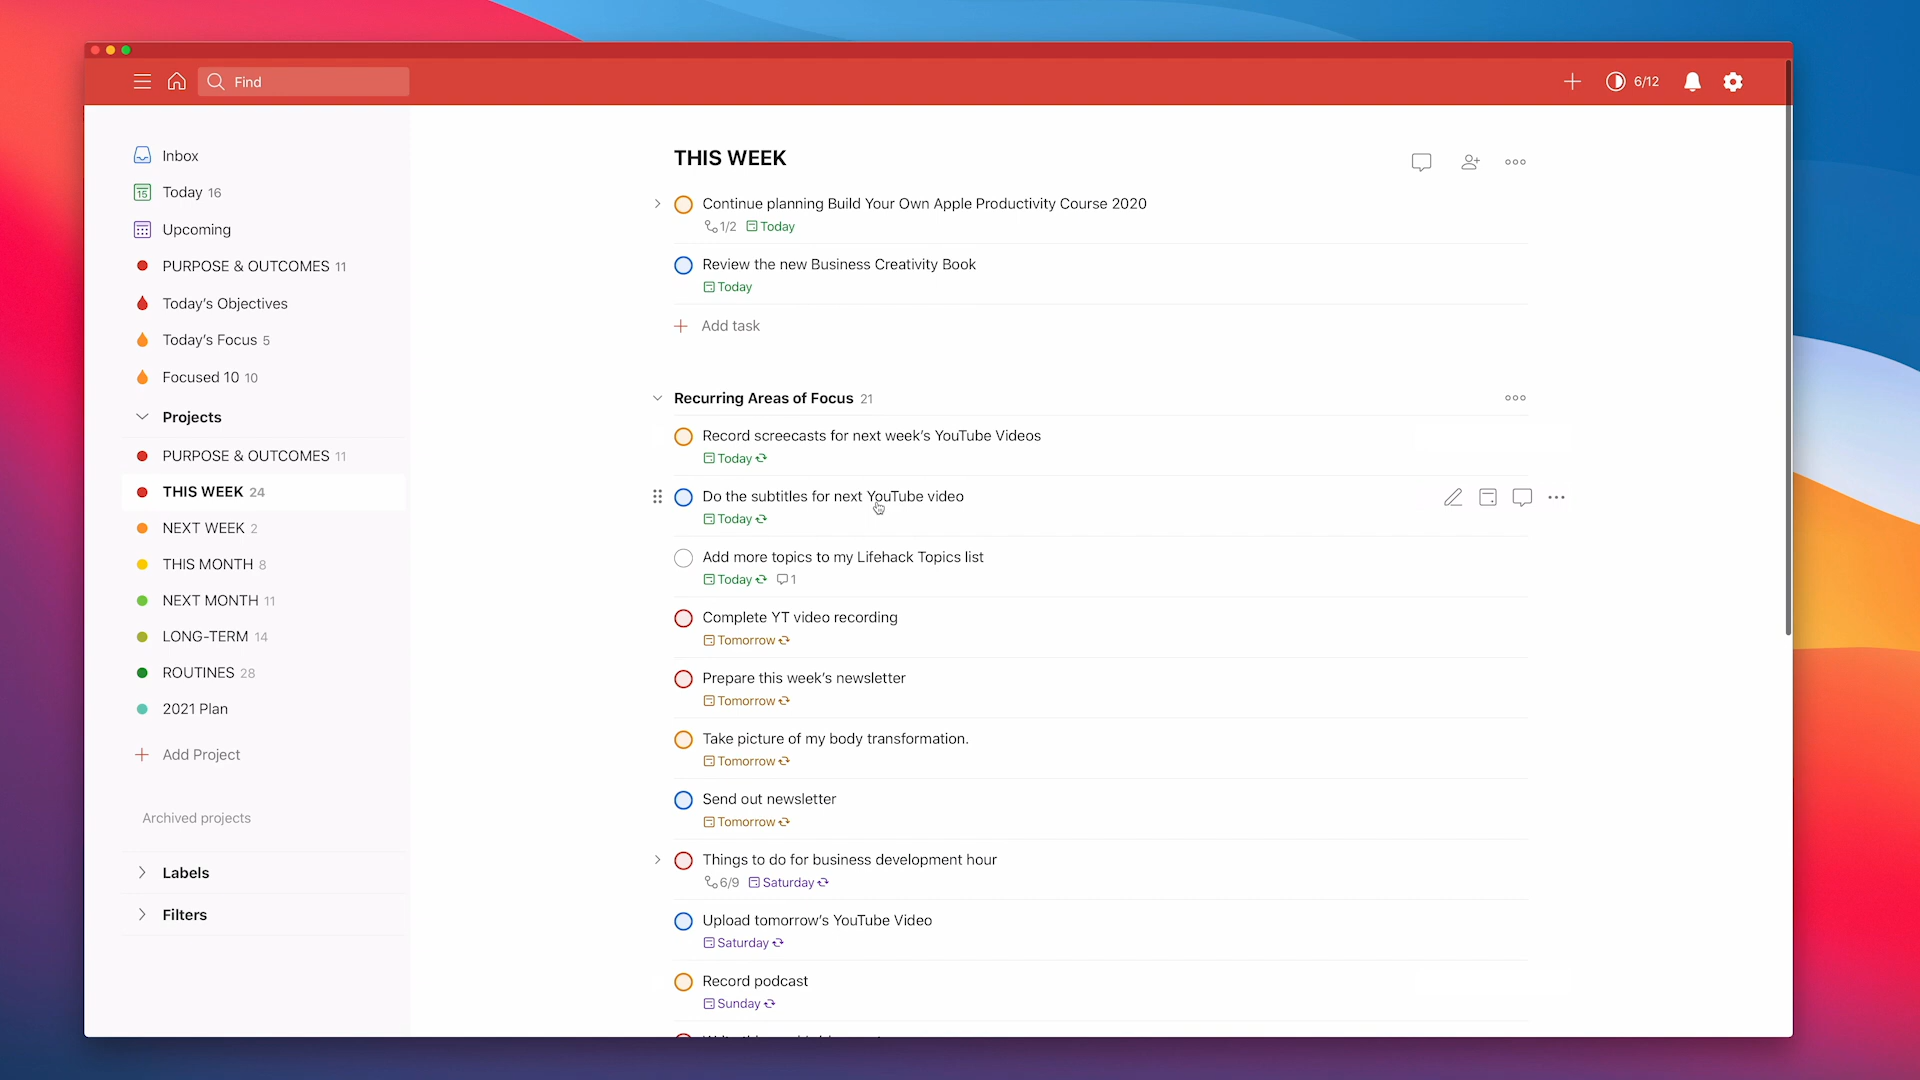 Find
6/12
Inbox
15
Today 16
Upcoming
PURPOSE & OUTCOMES 11
Today's Objectives
Today's Focus 5
Focused 10 10
Projects
PURPOSE & OUTCOMES 11
THIS WEEK 24
NEXT WEEK 2
THIS MONTH 8
NEXT MONTH 11
LONG-TERM 14
ROUTINES 28
2021 Plan
Add Project
Archived projects
Labels
Filters
THIS WEEK
Continue planning Build Your Own Apple Productivity Course 2020
1/2 Today
Review the new Business Creativity Book
Today
Add task
Recurring Areas of Focus 21
Record screecasts for next week's YouTube Videos
Today
Do the subtitles for next YouTube video
Today
Add more topics to my Lifehack Topics list
Today 1
Complete YT video recording
Tomorrow
Prepare this week's newsletter
Tomorrow
Take picture of my body transformation.
Tomorrow
Send out newsletter
Tomorrow
Things to do for business development hour
6/9 Saturday
Upload tomorrow's YouTube Video
Saturday
Record podcast
Sunday